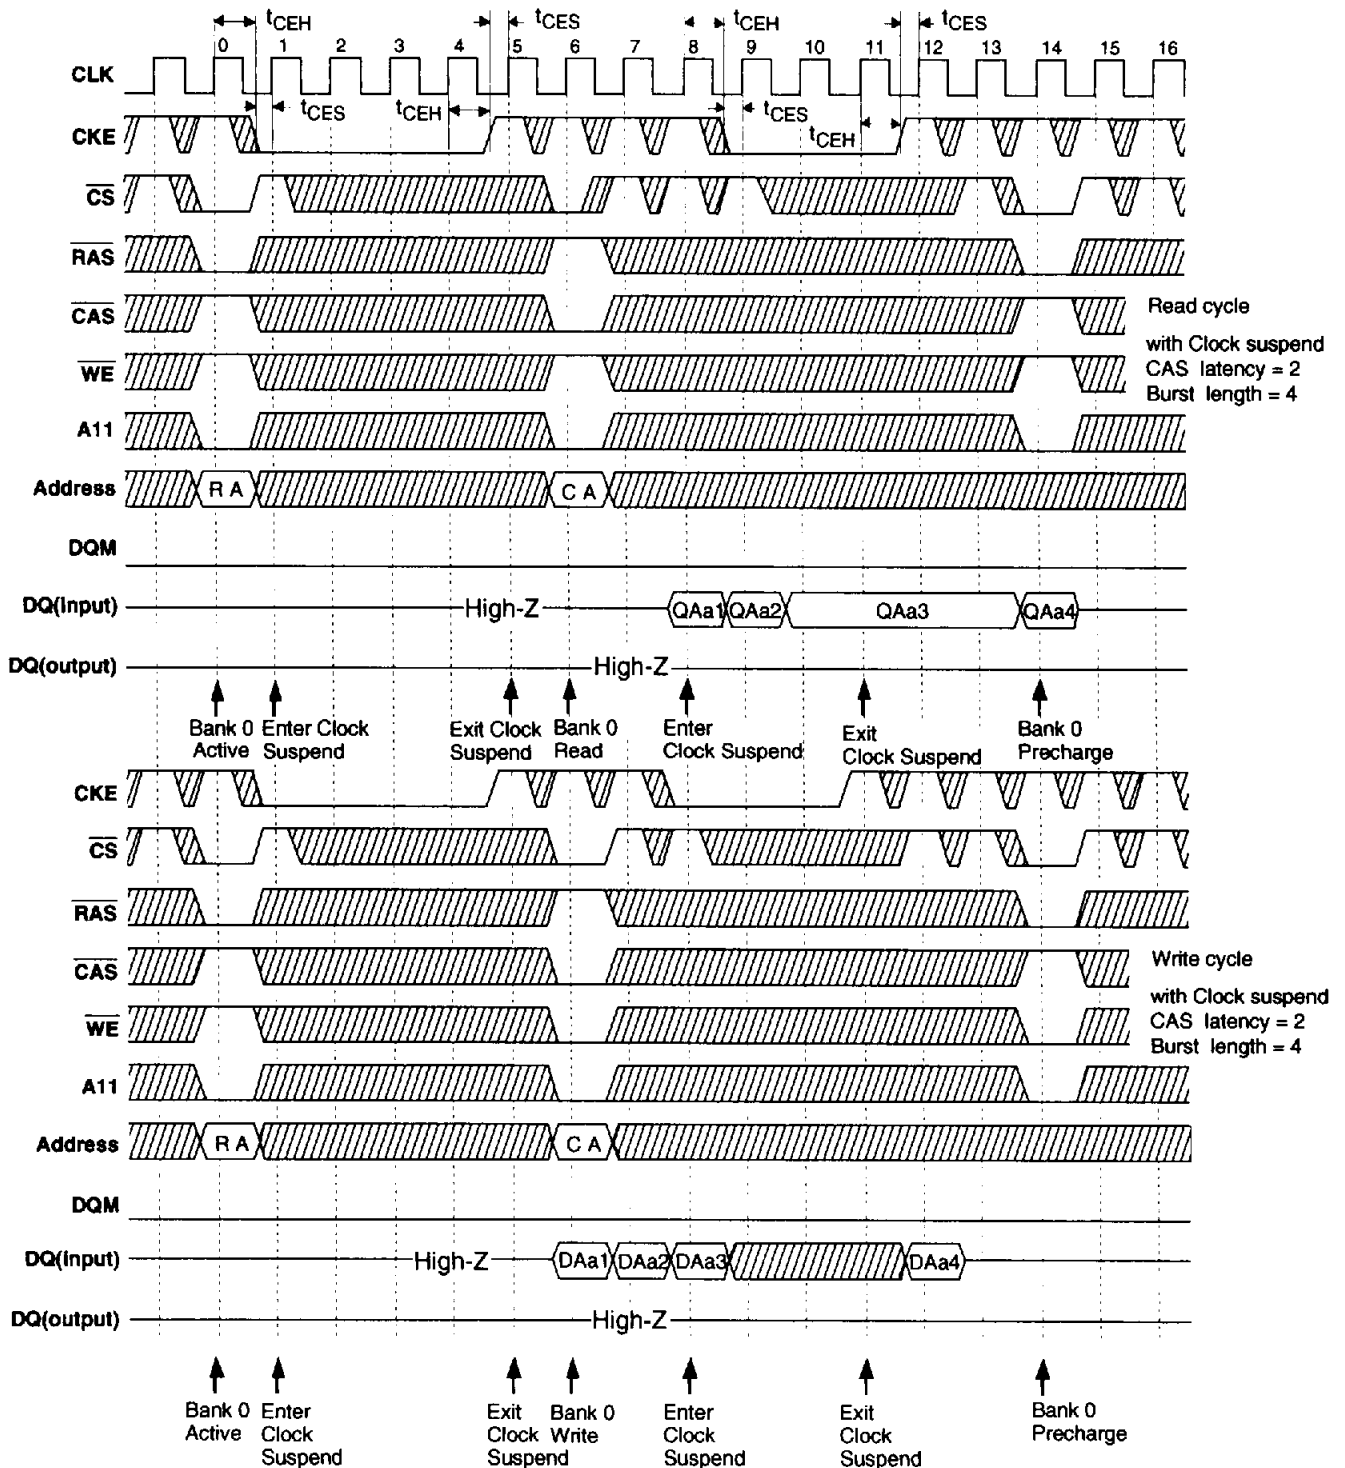 tCEH tCES tCEH tCES
0 1 2 3 4 5 6 7 8 9 10 11 12 13 14 15 16
CLK
tCES tCEH tCES tCEH
CKE
CS
RAS
CAS
Read cycle
with Clock suspend
CAS latency = 2
Burst length = 4
WE
A11
Address R A C A
DQM
DQ(input) High-Z QAa1 QAa2 QAa3 QAa4
DQ(output) High-Z
Bank 0 Active
Enter Clock Suspend
Exit Clock Suspend
Bank 0 Read
Enter Clock Suspend
Exit Clock Suspend
Bank 0 Precharge
CKE
CS
RAS
CAS
Write cycle
with Clock suspend
CAS latency = 2
Burst length = 4
WE
A11
Address R A C A
DQM
DQ(input) High-Z DAa1 DAa2 DAa3 DAa4
DQ(output) High-Z
Bank 0 Active
Enter Clock Suspend
Exit Clock Suspend
Bank 0 Write
Enter Clock Suspend
Exit Clock Suspend
Bank 0 Precharge